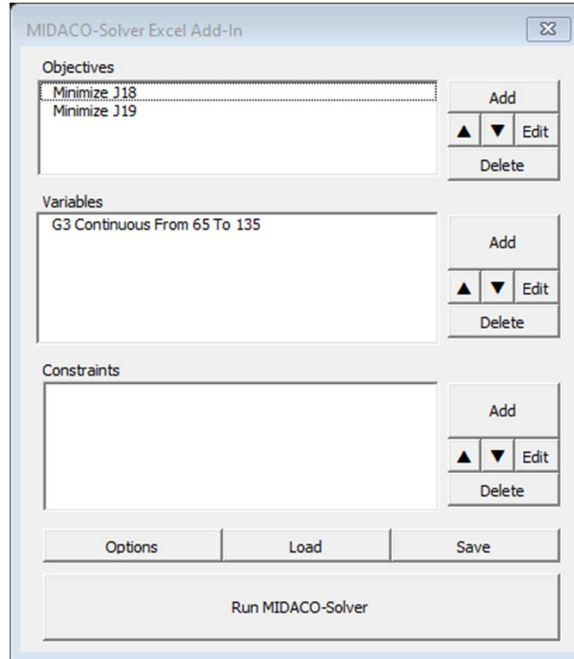 MIDACO-Solver Excel Add-In
Objectives
Minimize J18
Minimize J19
Add
▲ ▼ Edit
Delete
Variables
G3 Continuous From 65 To 135
Add
▲ ▼ Edit
Delete
Constraints
Add
▲ ▼ Edit
Delete
Options Load Save
Run MIDACO-Solver